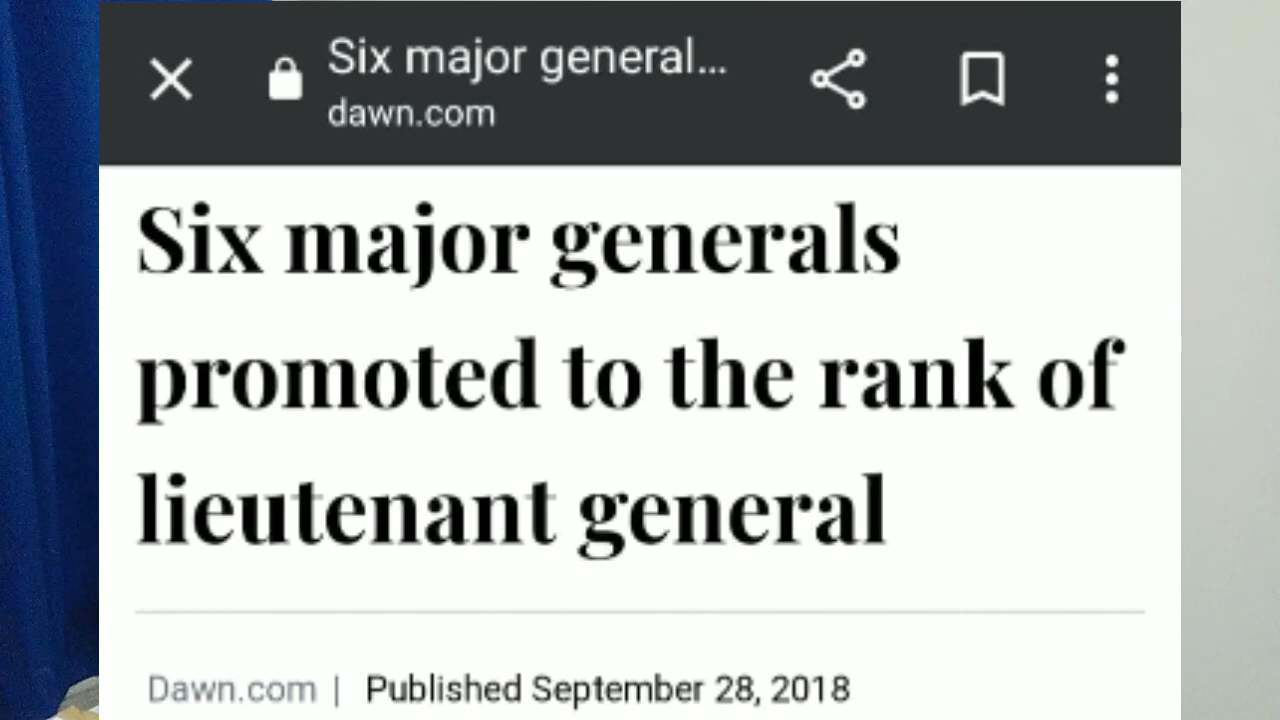 Six major general...
dawn.com
Six major generals
promoted to the rank of
lieutenant general
Dawn.com | Published September 28, 2018